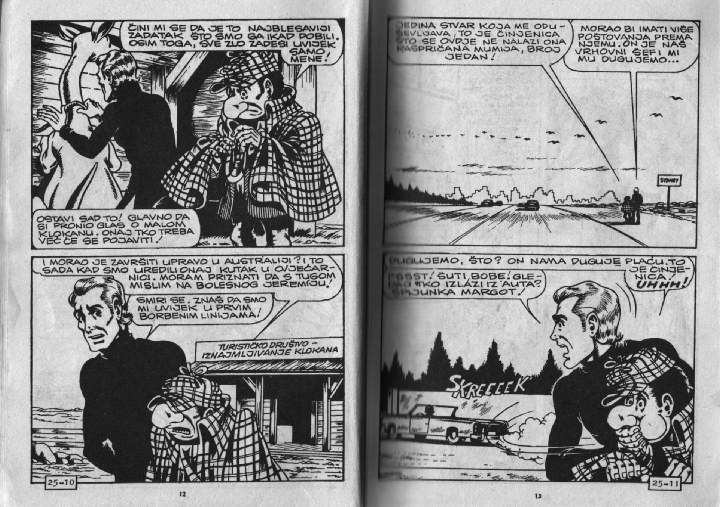 ČINI MI SE DA JE TO NAJBLESAVIJI
ZADATAK ŠTO SMO GA IKAD DOBILI.
OSIM TOGA, SVE ZLO ZADESI UVIJEK
SAMO
MENE!
OSTAVI SAD TO! GLAVNO DA
SI PRONIO GLAS O MALOM
KLOKANU. ONAJ TKO TREBA
VEĆ ĆE SE POJAVITI!
I MORAO JE ZAVRŠITI UPRAVO U AUSTRALIJI? I TO
SADA KAD SMO UREDILI ONAJ KUTAK U OVJEČAR-
NICI. MORAM PRIZNATI DA S TUGOM
MISLIM NA BOLESNOG JEREMIJU!
SMIRI SE. ZNAŠ DA SMO
MI UVIJEK U PRVIM
BORBENIM LINIJAMA!
TURISTIČKO DRUŠTVO -
IZNAJMLJIVANJE KLOKANA
25-10
12
JEDINA STVAR KOJA ME ODU-
ŠEVLJAVA, TO JE ČINJENICA
ŠTO SE OVDJE NE NALAZI ONA
RASPRIČANA MUMIJA, BROJ
JEDAN!
MORAO BI IMATI VIŠE
POŠTOVANJA PREMA
NJEMU. ON JE NAŠ
VRHOVNI ŠEF I MI
MU DUGUJEMO...
SYDNEY
DUGUJEMO, ŠTO? ON NAMA DUGUJE PLAĆU. TO
JE ČINJE-
NICA!
UHHH!
PSSST! ŠUTI, BOBE! GLE-
DAJ TKO IZLAZI IZ AUTA?
ŠPIJUNKA MARGOT!
SKREEEEK
25-11
13